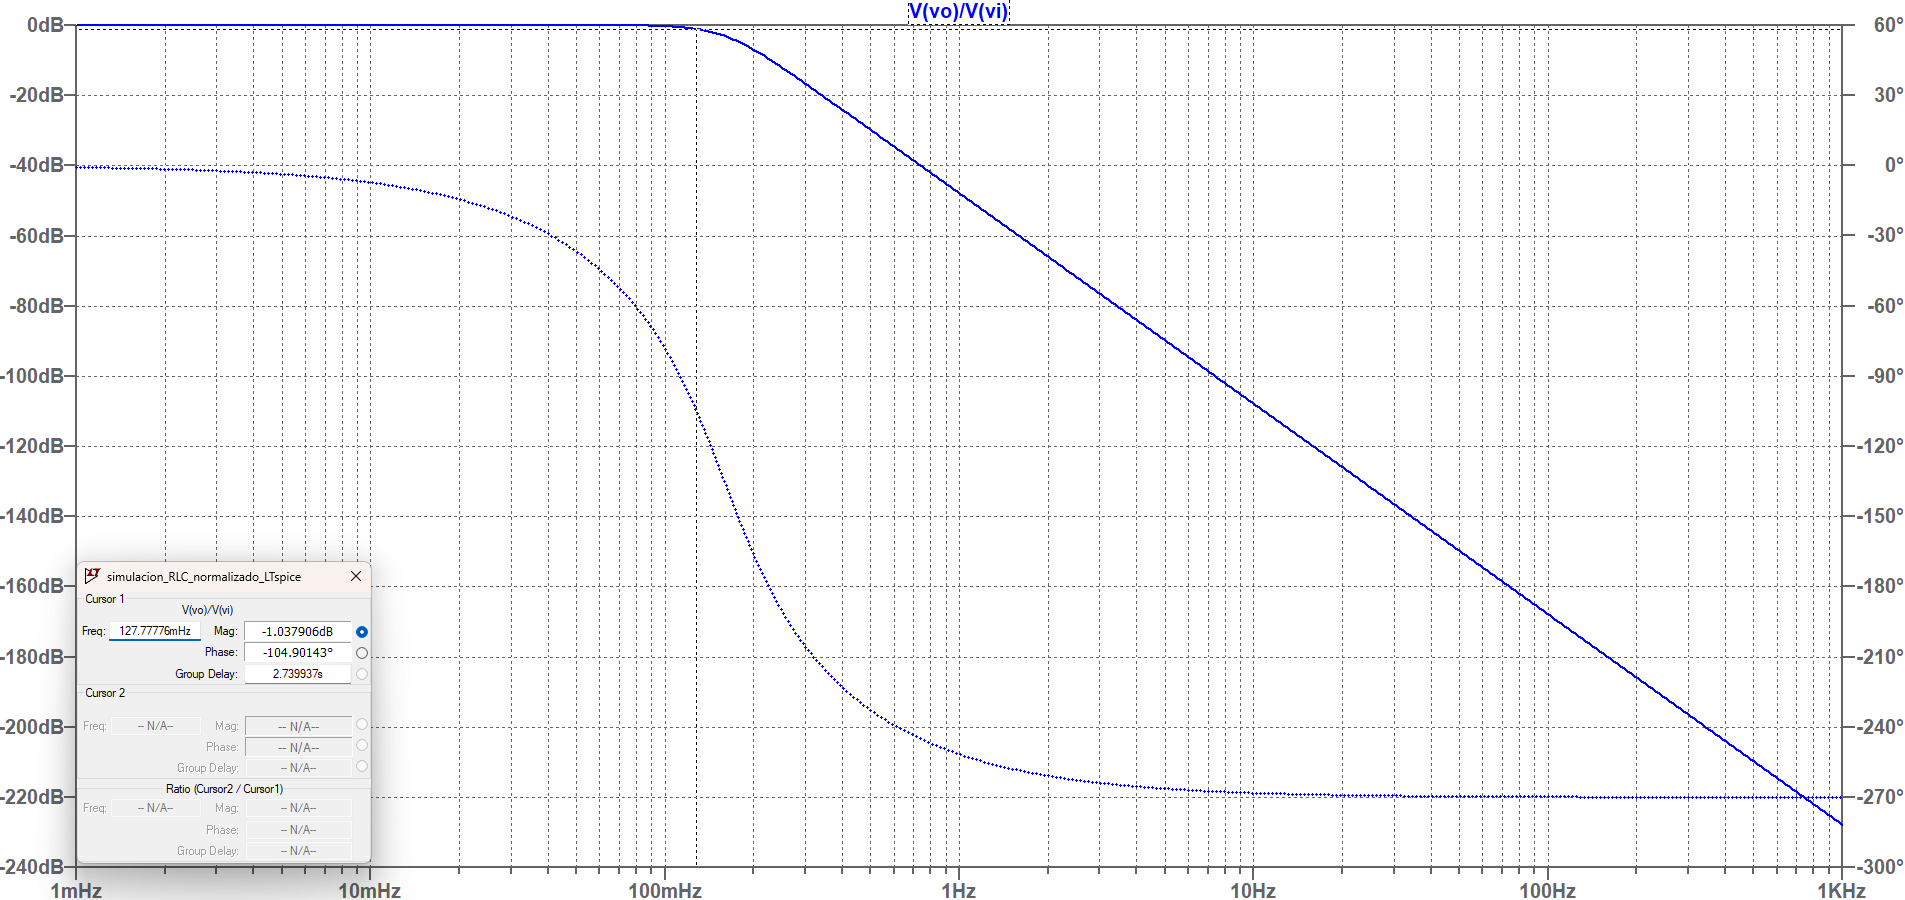 V(vo)/V(vi)
0dB
-20dB
-40dB
-60dB
-80dB
-100dB
-120dB
-140dB
-160dB
-180dB
-200dB
-220dB
-240dB
60°
30°
0°
-30°
-60°
-90°
-120°
-150°
-180°
-210°
-240°
-270°
-300°
1mHz 10mHz 100mHz 1Hz 10Hz 100Hz 1KHz
simulacion_RLC_normalizado_LTspice
Cursor 1
V(vo)/V(vi)
Freq: 127.77776mHz Mag: -1.037906dB
Phase: -104.90143°
Group Delay: 2.739937s
Cursor 2
Freq: -- N/A-- Mag: -- N/A--
Phase: -- N/A--
Group Delay: -- N/A--
Ratio (Cursor2 / Cursor1)
Freq: -- N/A-- Mag: -- N/A--
Phase: -- N/A--
Group Delay: -- N/A--